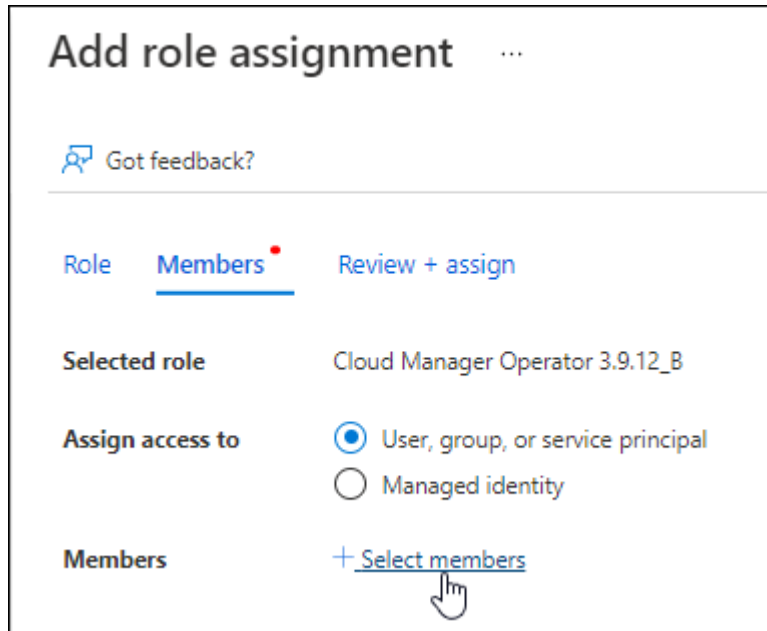 Add role assignment ...
Got feedback?
Role Members Review + assign
Selected role Cloud Manager Operator 3.9.12_B
Assign access to User, group, or service principal
Managed identity
Members + Select members